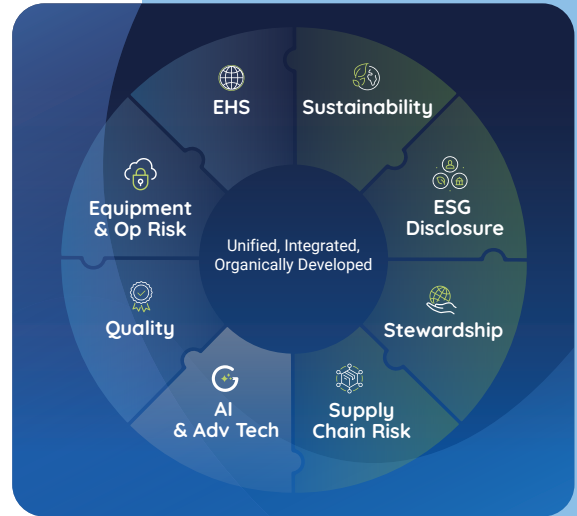 EHS
Sustainability
ESG
Disclosure
Stewardship
Supply
Chain Risk
AI
& Adv Tech
Quality
Equipment
& Op Risk
Unified, Integrated,
Organically Developed